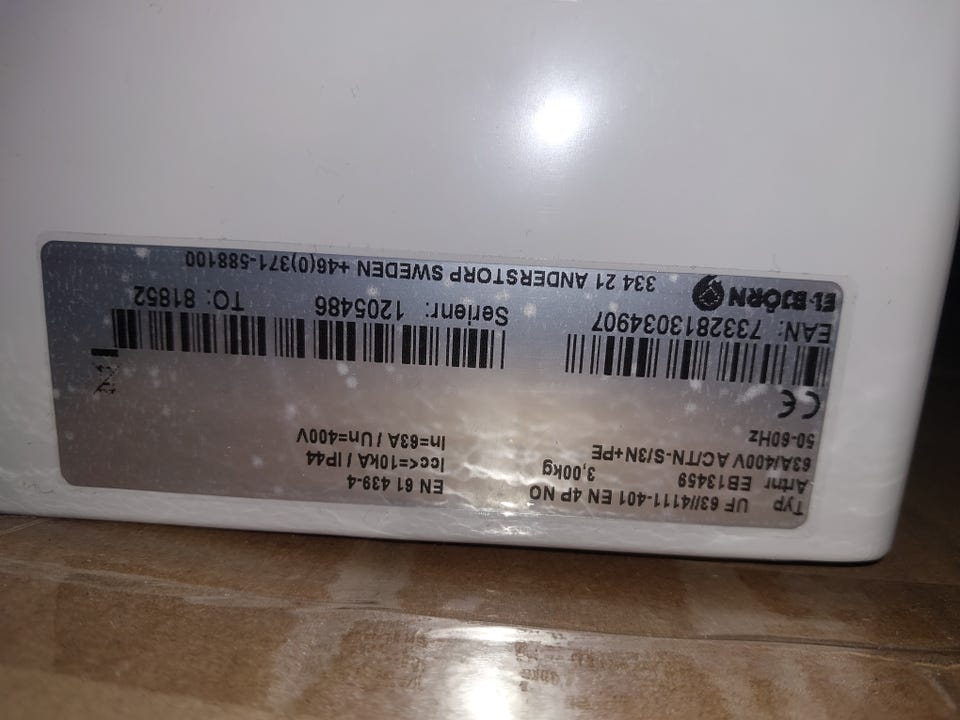 Typ UF 63//4111-401 EN 4P NO
Artnr EB13459 3,00kg
63A/400V AC/TN-S/3N+PE
50-60Hz
EN 61 439-4
Icc<=10kA / IP44
In=63A / Un=400V
CE
EAN: 7332813034907
Serienr: 1205486 TO: 81852
EL-BJÖRN 334 21 ANDERSTORP SWEDEN +46(0)371-588100